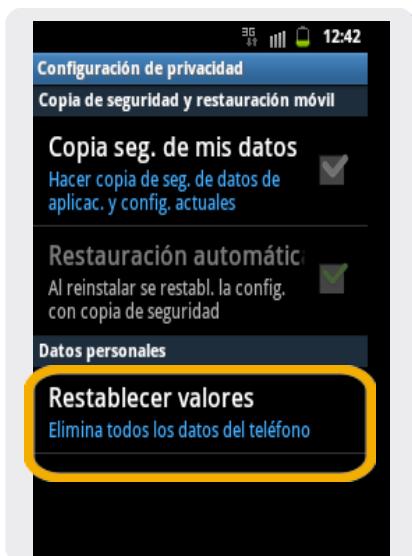 3G 12:42
Configuración de privacidad
Copia de seguridad y restauración móvil
Copia seg. de mis datos
Hacer copia de seg. de datos de
aplicac. y config. actuales
Restauración automátic
Al reinstalar se restabl. la config.
con copia de seguridad
Datos personales
Restablecer valores
Elimina todos los datos del teléfono